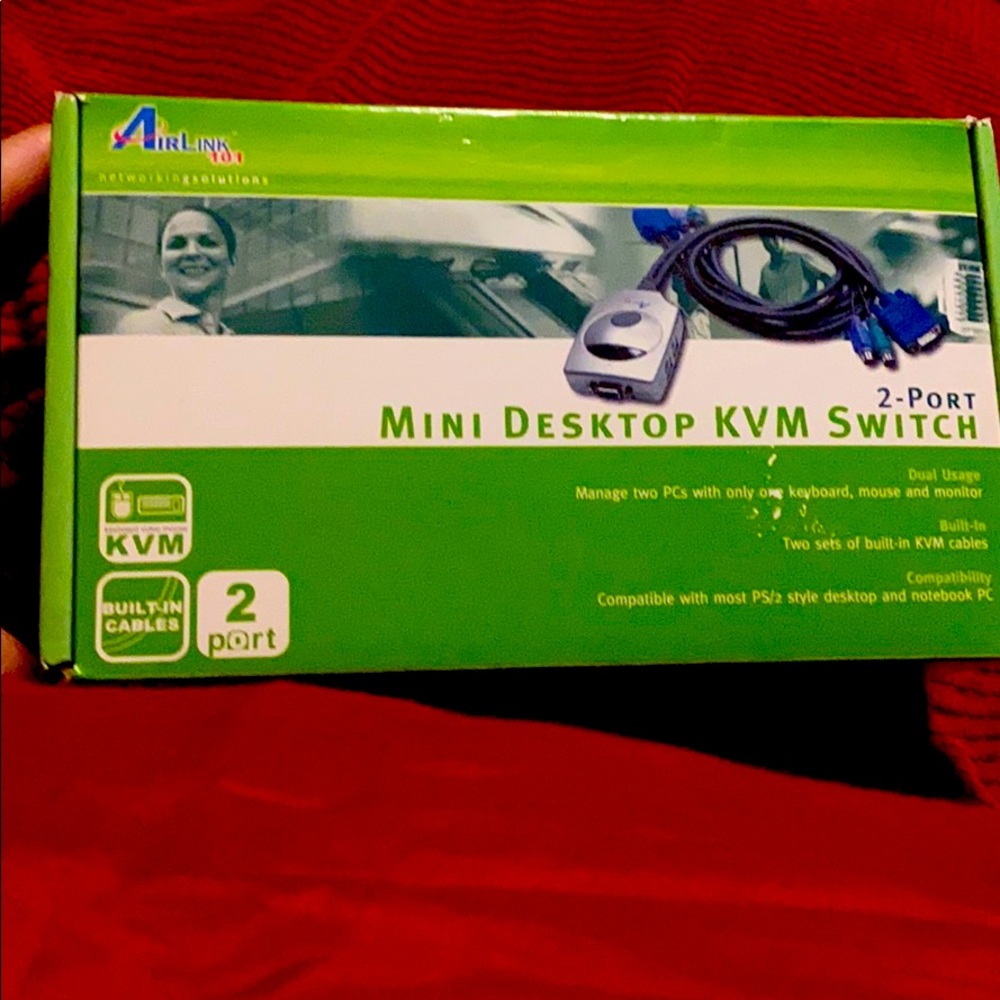 AIRLINK
101
networkingsolutions
2-PORT
MINI DESKTOP KVM SWITCH
Dual Usage
Manage two PCs with only one keyboard, mouse and monitor
Built-In
Two sets of built-in KVM cables
Compatibility
Compatible with most PS/2 style desktop and notebook PC
KVM
BUILT-IN
CABLES
2
port